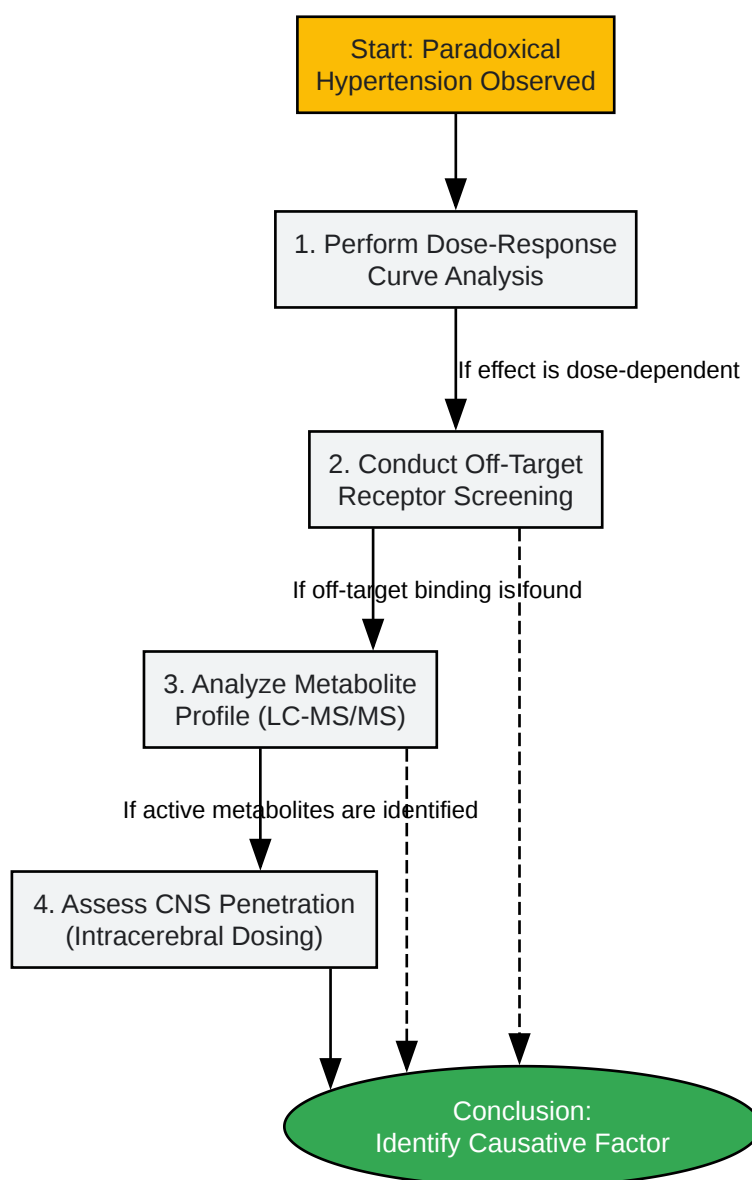 Start: Paradoxical
Hypertension Observed
1. Perform Dose-Response
Curve Analysis
If effect is dose-dependent
2. Conduct Off-Target
Receptor Screening
If off-target binding is found
3. Analyze Metabolite
Profile (LC-MS/MS)
If active metabolites are identified
4. Assess CNS Penetration
(Intracerebral Dosing)
Conclusion:
Identify Causative Factor